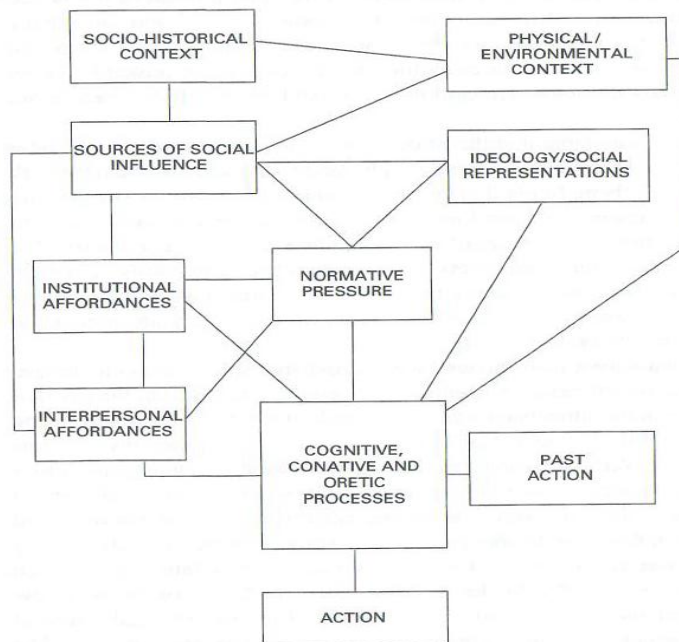 SOCIO-HISTORICAL
CONTEXT
PHYSICAL/
ENVIRONMENTAL
CONTEXT
SOURCES OF SOCIAL
INFLUENCE
IDEOLOGY/SOCIAL
REPRESENTATIONS
INSTITUTIONAL
AFFORDANCES
NORMATIVE
PRESSURE
INTERPERSONAL
AFFORDANCES
COGNITIVE,
CONATIVE AND
ORETIC
PROCESSES
PAST
ACTION
ACTION